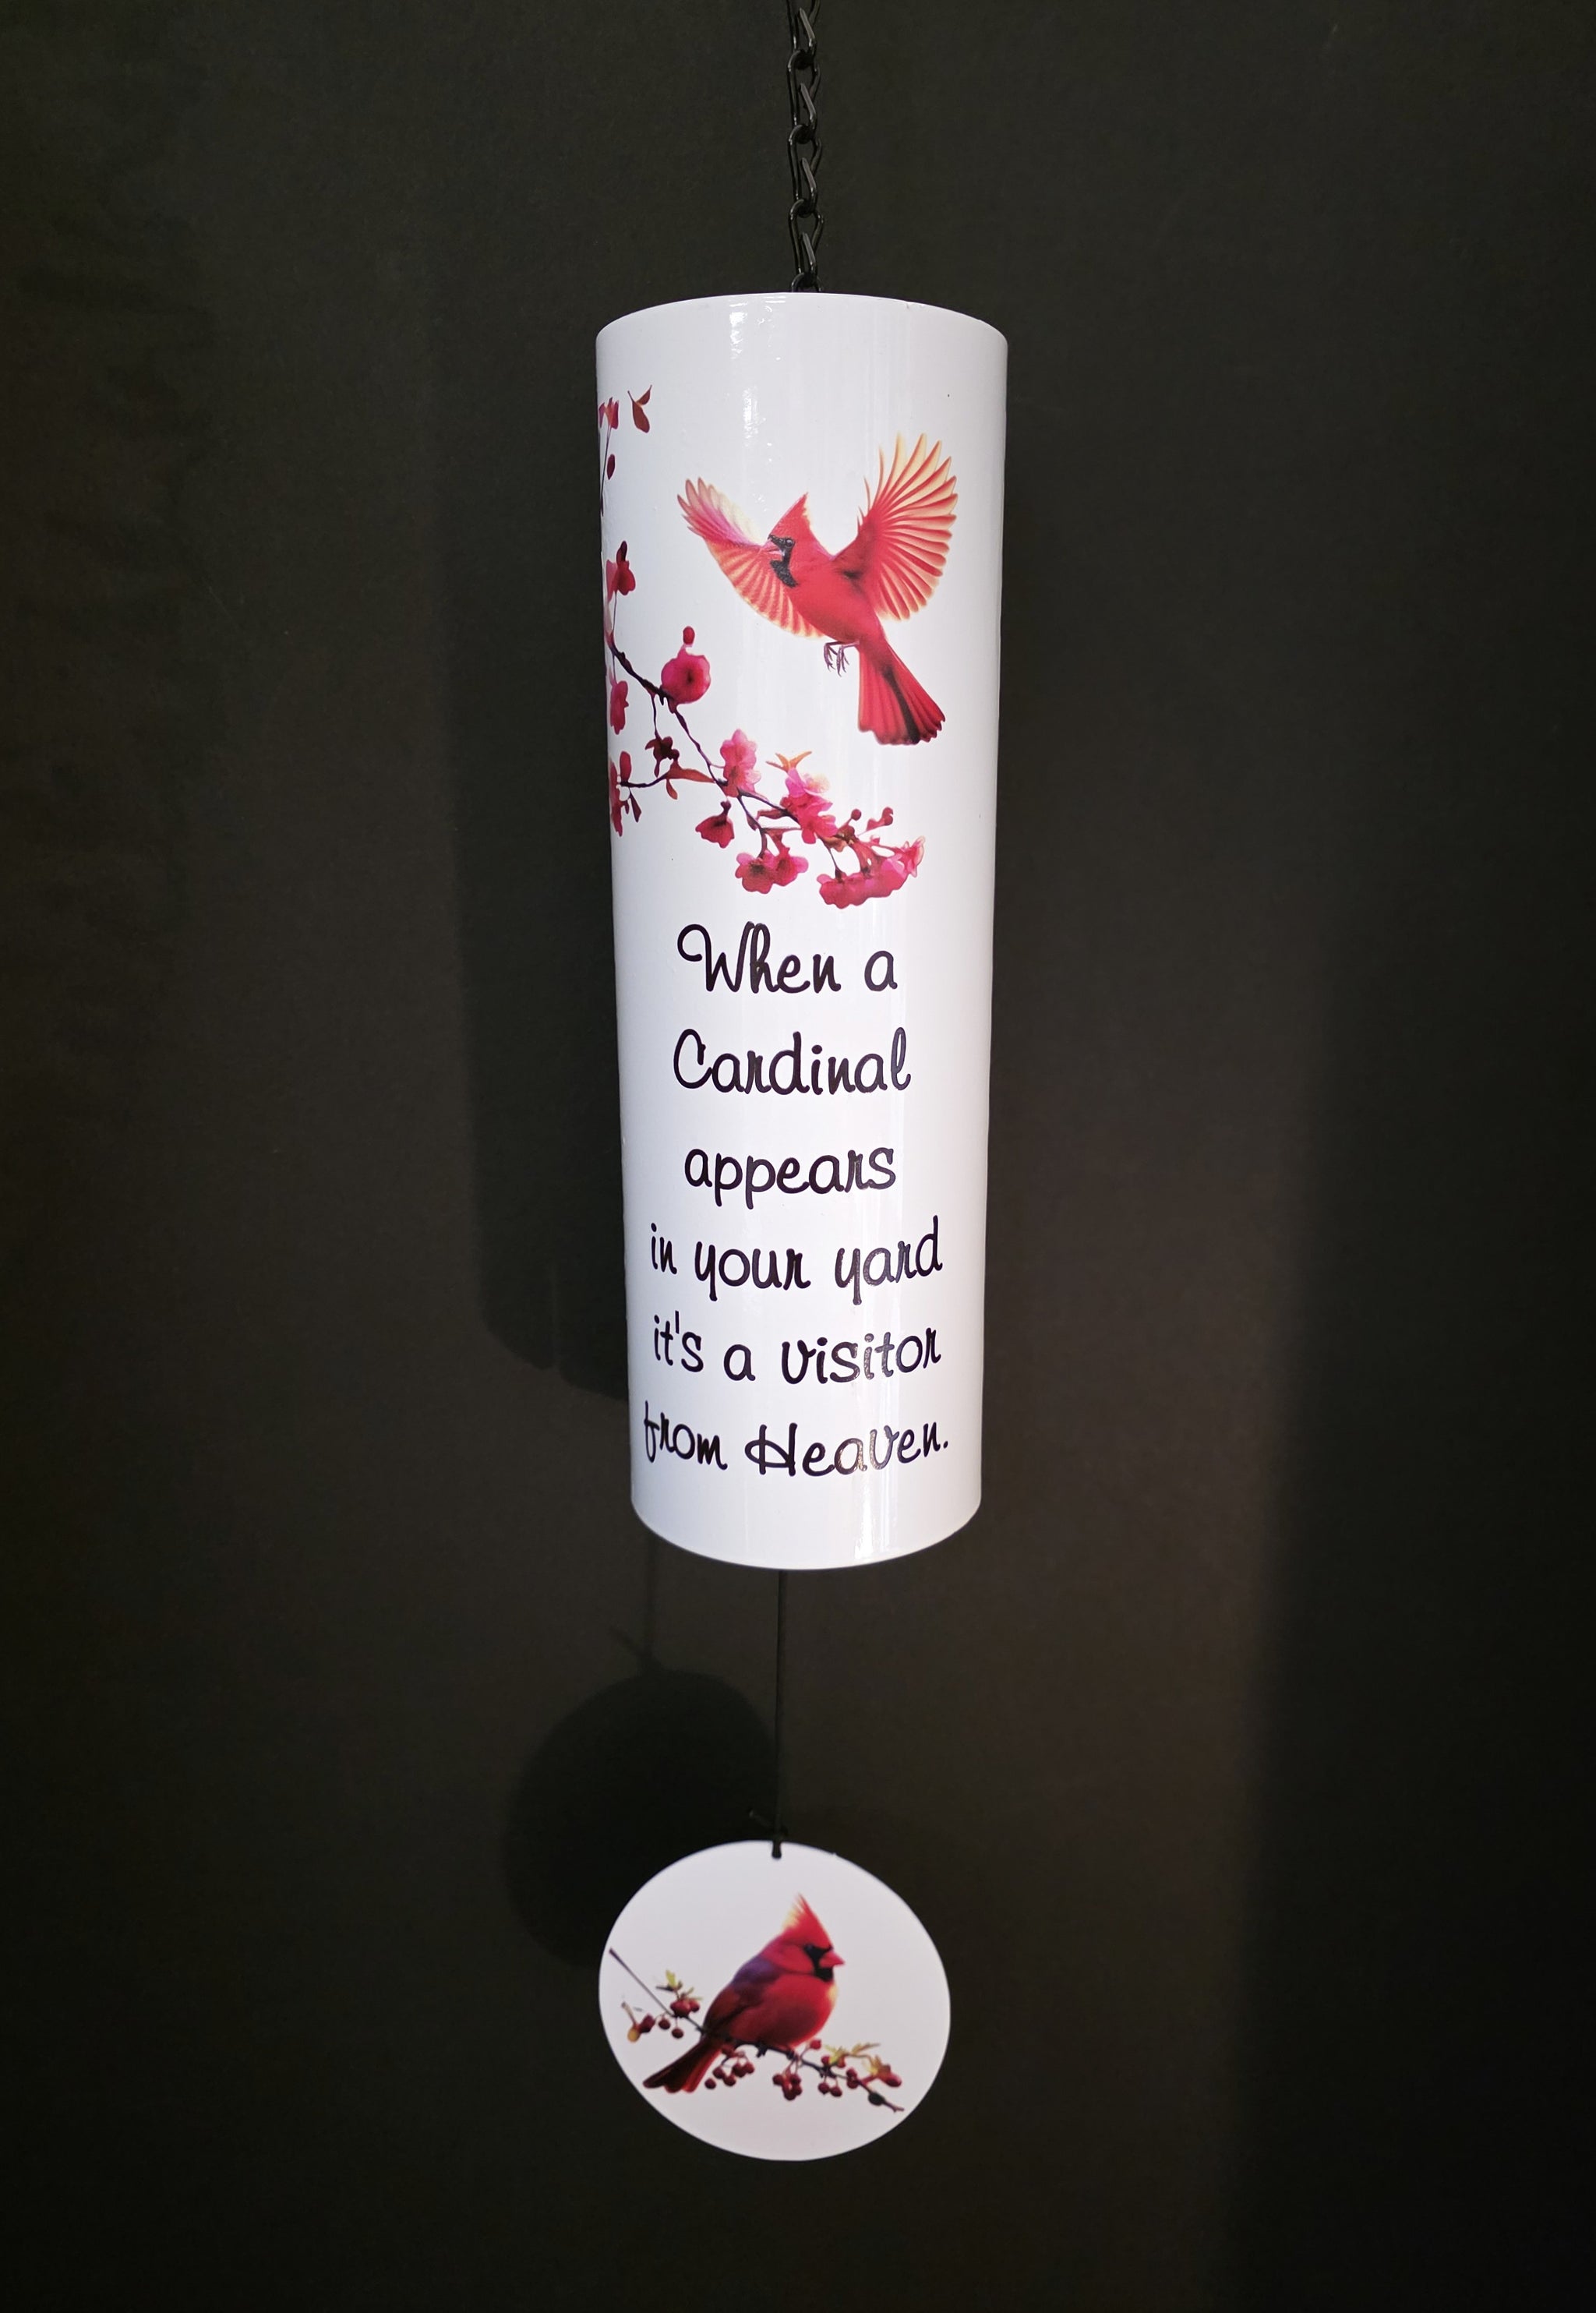 When a
Cardinal
appears
in your yard
it's a visitor
from Heaven.